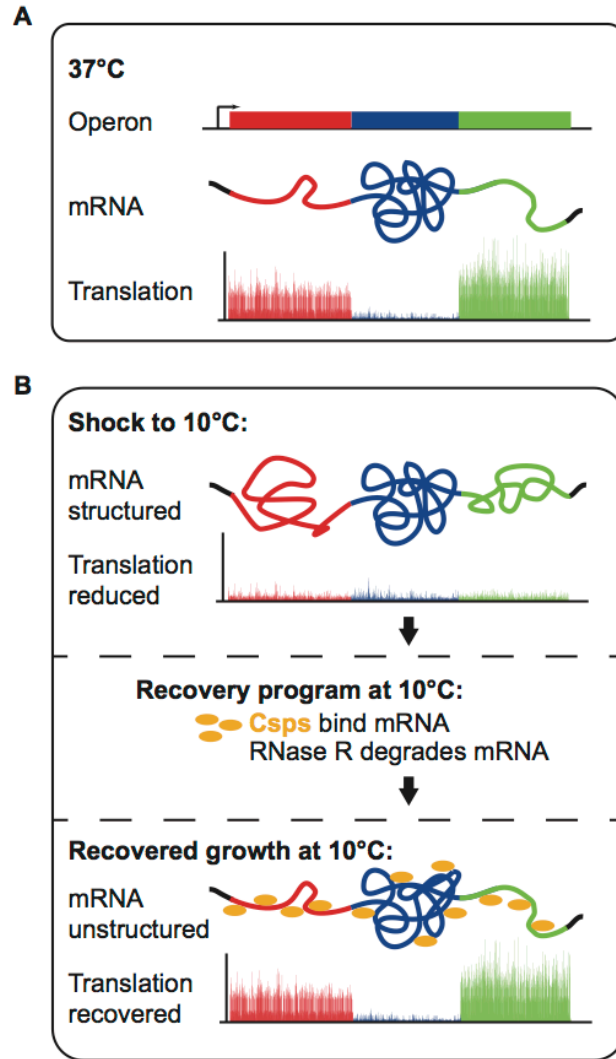 A
37°C
Operon
mRNA
Translation
B
Shock to 10°C:
mRNA
structured
Translation
reduced
Recovery program at 10°C:
Csps bind mRNA
RNase R degrades mRNA
Recovered growth at 10°C:
mRNA
unstructured
Translation
recovered